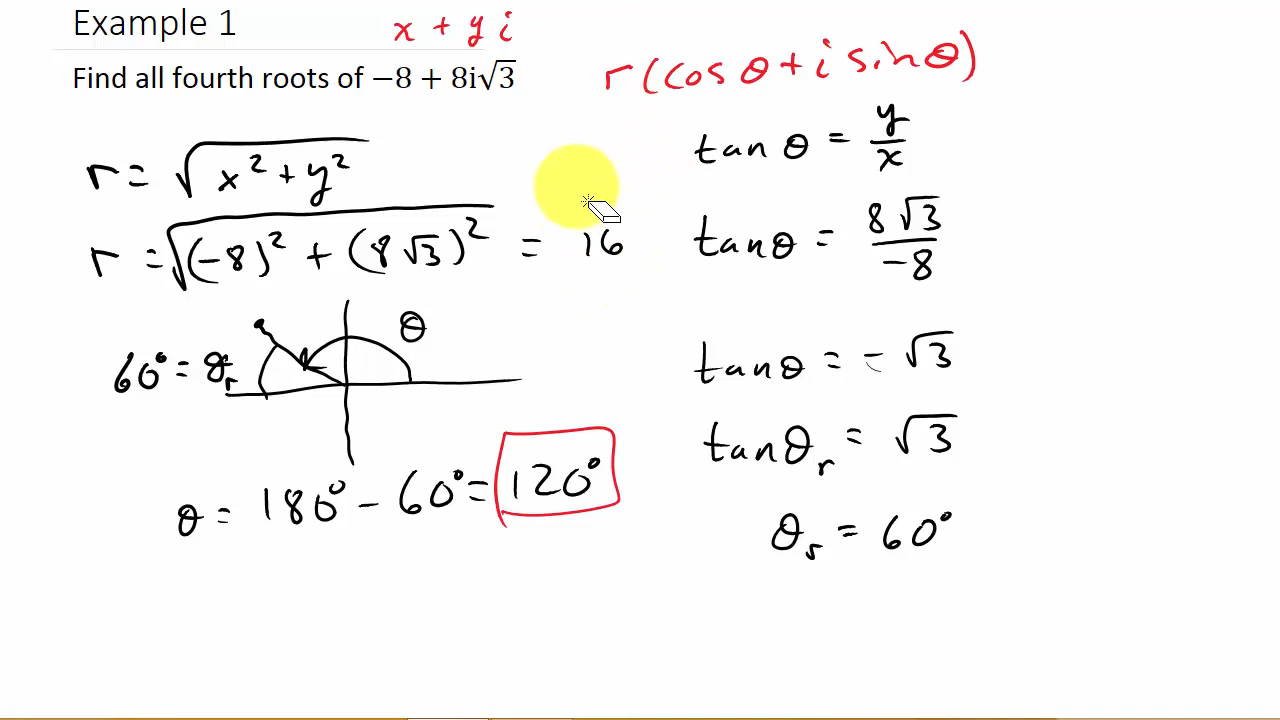 Example 1
x + y i
Find all fourth roots of −8 + 8i√3
r(cos θ + i sin θ)
r = √x² + y²
r = √(−8)² + (8√3)² = 16
θ
60° = θr
θ = 180° − 60° = 120°
tan θ = y/x
tan θ = 8√3/−8
tan θ = −√3
tan θr = √3
θr = 60°